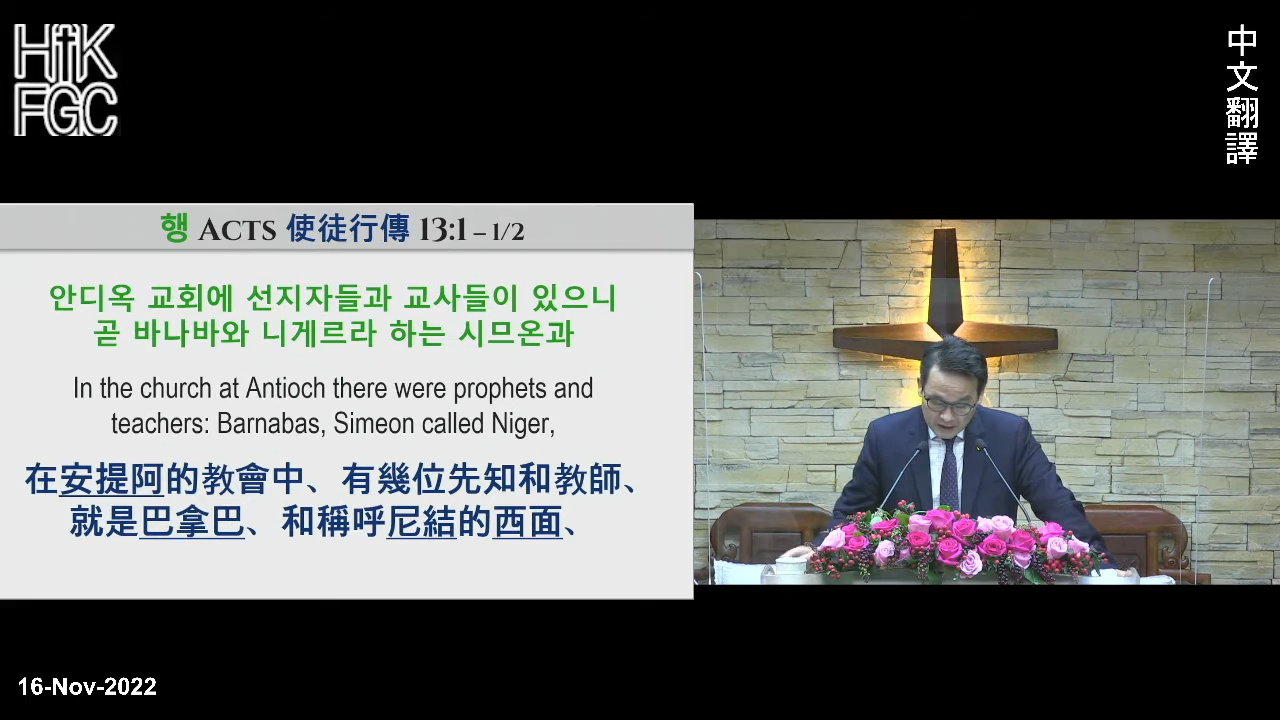 HK
FGC
中文翻譯
행 ACTS 使徒行傳 13:1 – 1/2
안디옥 교회에 선지자들과 교사들이 있으니
곧 바나바와 니게르라 하는 시므온과
In the church at Antioch there were prophets and
teachers: Barnabas, Simeon called Niger,
在安提阿的教會中、有幾位先知和教師、
就是巴拿巴、和稱呼尼結的西面、
16-Nov-2022